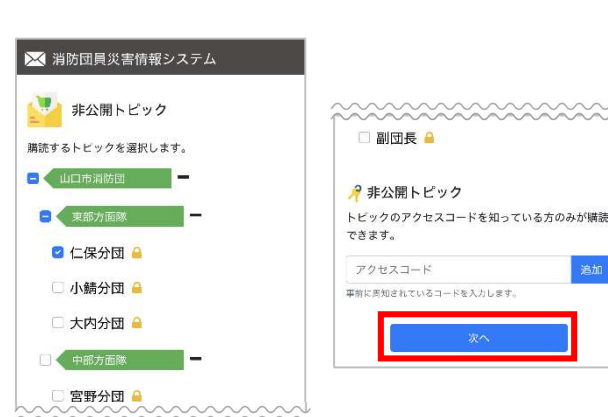 消防団員災害情報システム
非公開トピック
購読するトピックを選択します。
山口市消防団
東部方面隊
仁保分団
小鯖分団
大内分団
中部方面隊
宮野分団
副団長
非公開トピック
トピックのアクセスコードを知っている方のみが購読
できます。
アクセスコード
追加
事前に周知されているコードを入力します。
次へ